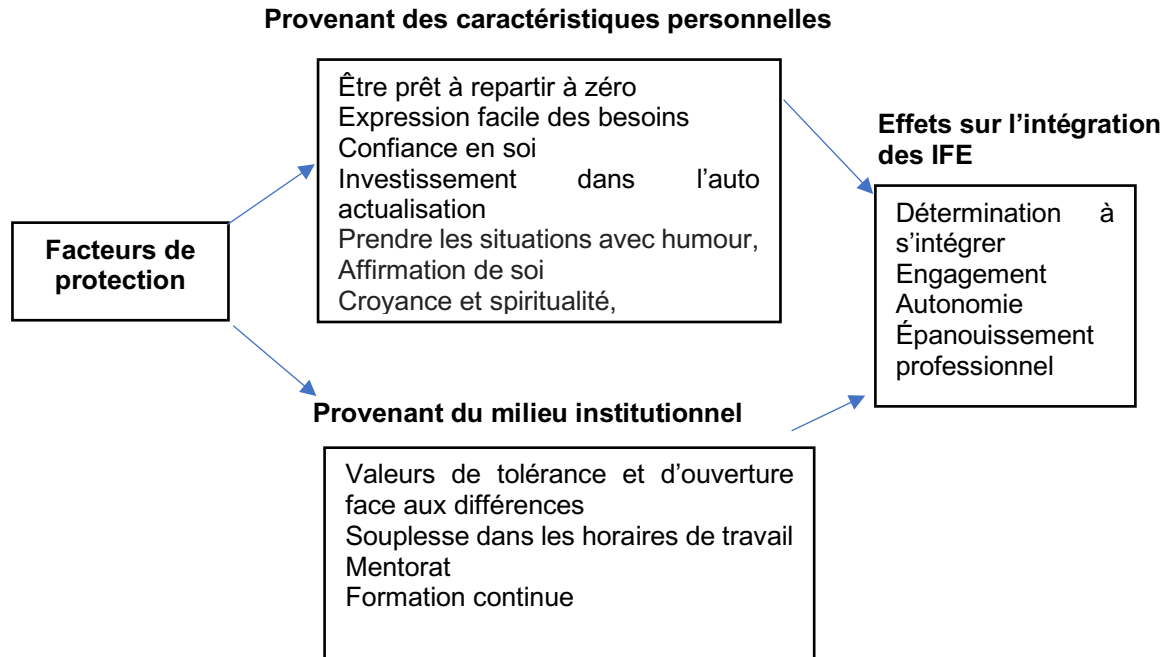 Provenant des caractéristiques personnelles
Être prêt à repartir à zéro
Expression facile des besoins
Confiance en soi
Investissement dans l’auto
actualisation
Prendre les situations avec humour,
Affirmation de soi
Croyance et spiritualité,
Facteurs de
protection
Provenant du milieu institutionnel
Valeurs de tolérance et d’ouverture
face aux différences
Souplesse dans les horaires de travail
Mentorat
Formation continue
Effets sur l’intégration
des IFE
Détermination à
s’intégrer
Engagement
Autonomie
Épanouissement
professionnel